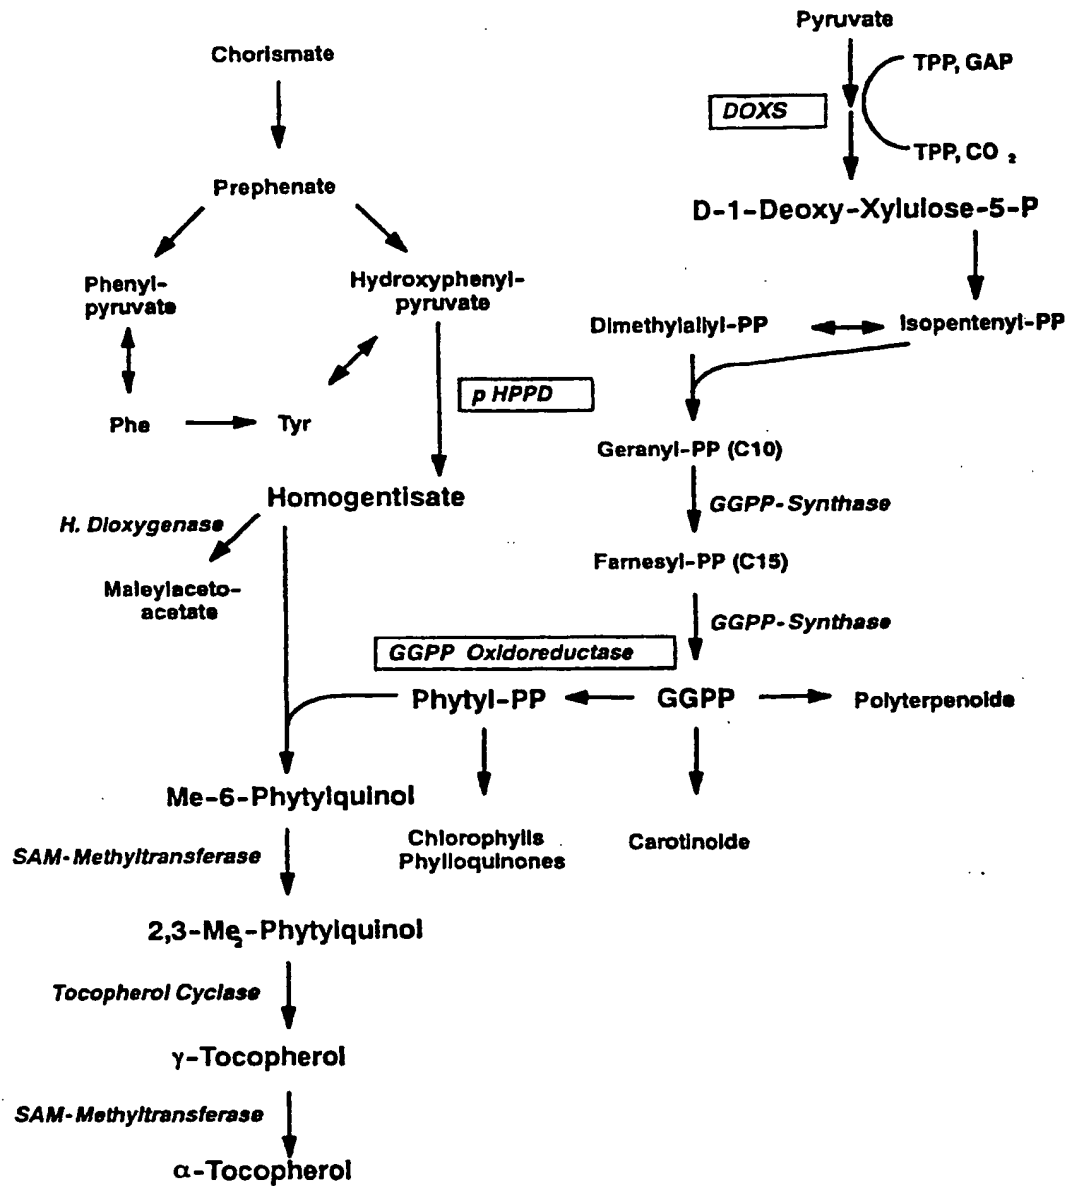 Pyruvate
Chorismate
TPP, GAP
DOXS
TPP, CO 2
Prephenate
D-1-Deoxy-Xylulose-5-P
Phenyl-
pyruvate
Hydroxyphenyl-
pyruvate
Dimethylallyl-PP
Isopentenyl-PP
p HPPD
Phe
Tyr
Geranyl-PP (C10)
Homogentisate
GGPP-Synthase
H. Dioxygenase
Farnesyl-PP (C15)
Maleylaceto-
acetate
GGPP-Synthase
GGPP Oxidoreductase
Phytyl-PP
GGPP
Polyterpenoide
Me-6-Phytylquinol
Chlorophylls
Phylloquinones
Carotinoide
SAM-Methyltransferase
2,3-Me2-Phytylquinol
Tocopherol Cyclase
γ-Tocopherol
SAM-Methyltransferase
α-Tocopherol